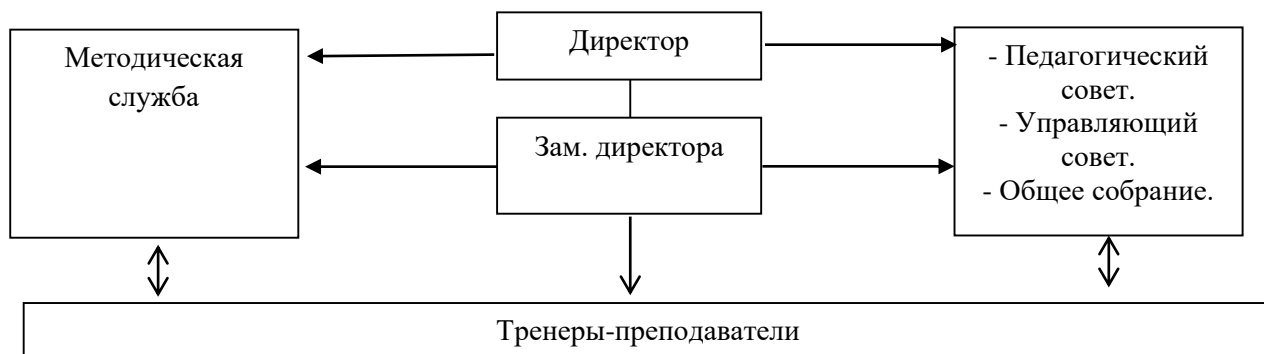 Методическая
служба
Директор
Зам. директора
- Педагогический
совет.
- Управляющий
совет.
- Общее собрание.
Тренеры-преподаватели